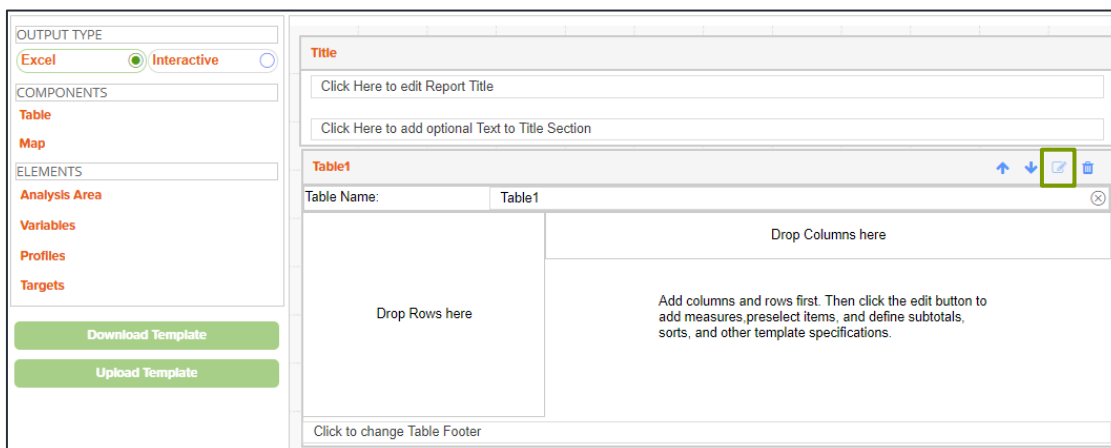 OUTPUT TYPE
Excel
Interactive
COMPONENTS
Table
Map
ELEMENTS
Analysis Area
Variables
Profiles
Targets
Download Template
Upload Template
Title
Click Here to edit Report Title
Click Here to add optional Text to Title Section
Table1
Table Name:
Table1
Drop Columns here
Drop Rows here
Add columns and rows first. Then click the edit button to
add measures,preselect items, and define subtotals,
sorts, and other template specifications.
Click to change Table Footer